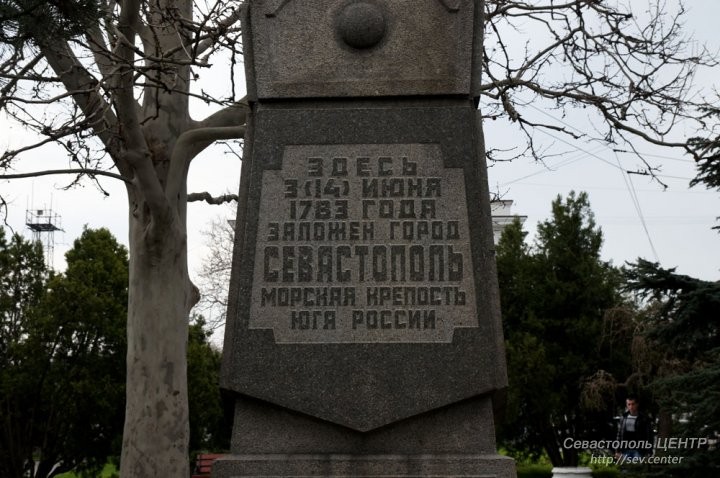 ЗДЕСЬ
3(14) ИЮНЯ
1783 ГОДА
ЗАЛОЖЕН ГОРОД
СЕВАСТОПОЛЬ
МОРСКАЯ КРЕПОСТЬ
ЮГА РОССИИ
Севастополь ЦЕНТР
http://sev.center